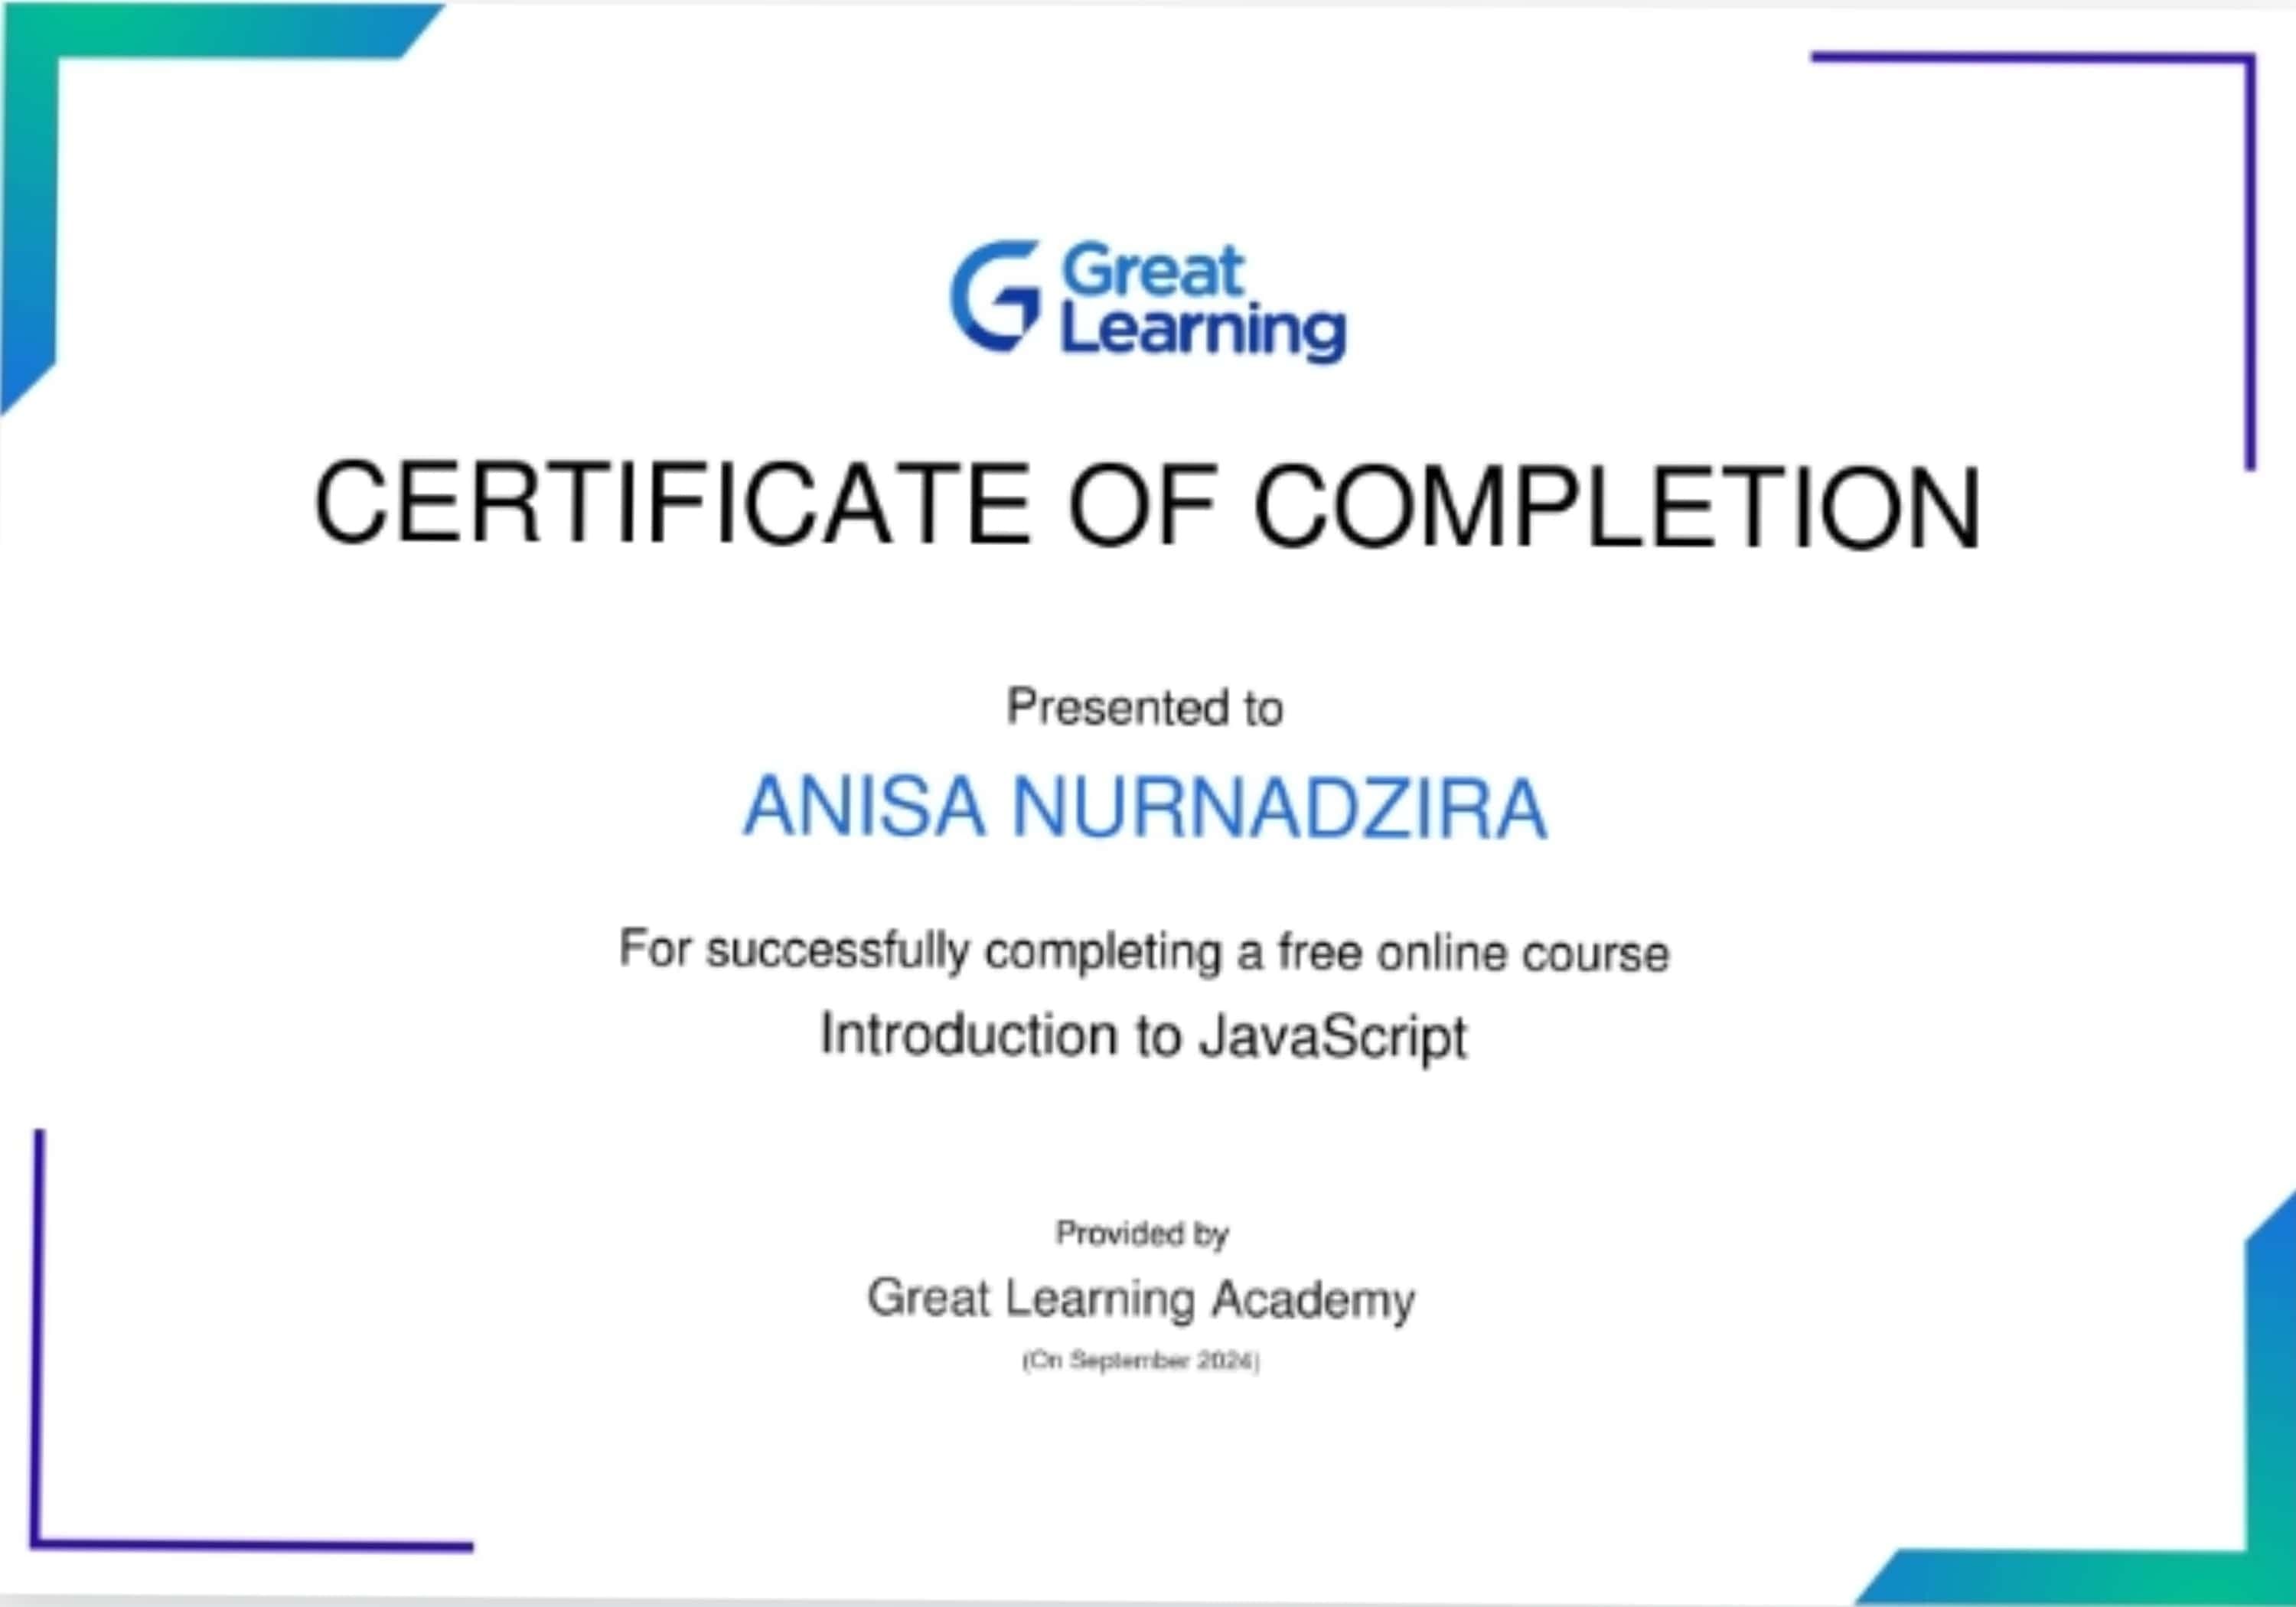 Great
Learning
CERTIFICATE OF COMPLETION
Presented to
ANISA NURNADZIRA
For successfully completing a free online course
Introduction to JavaScript
Provided by
Great Learning Academy
(On September 2024)